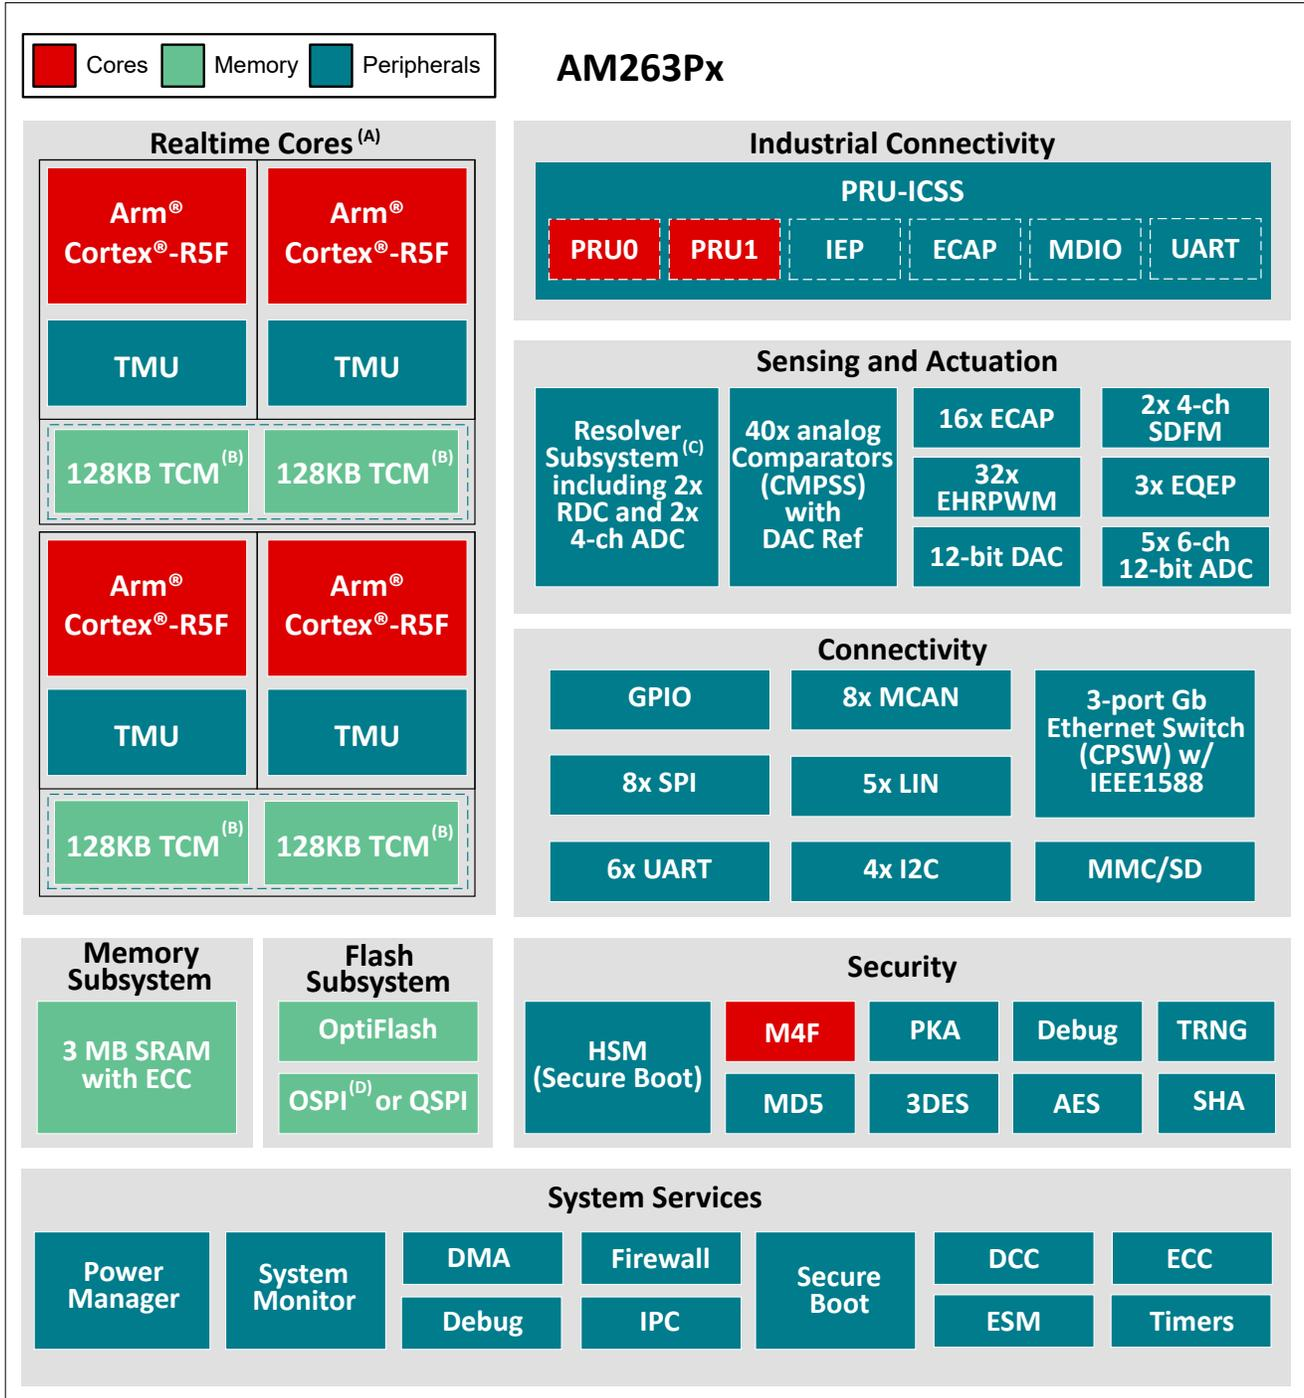 Cores
Memory
Peripherals
AM263Px
Realtime Cores (A)
Arm®
Cortex®-R5F
Arm®
Cortex®-R5F
TMU
TMU
128KB TCM(B)
128KB TCM(B)
Arm®
Cortex®-R5F
Arm®
Cortex®-R5F
TMU
TMU
128KB TCM(B)
128KB TCM(B)
Industrial Connectivity
PRU-ICSS
PRU0
PRU1
IEP
ECAP
MDIO
UART
Sensing and Actuation
Resolver
Subsystem(C)
including 2x
RDC and 2x
4-ch ADC
40x analog
Comparators
(CMPSS)
with
DAC Ref
16x ECAP
2x 4-ch
SDFM
32x
EHRPWM
3x EQEP
12-bit DAC
5x 6-ch
12-bit ADC
Connectivity
GPIO
8x MCAN
3-port Gb
Ethernet Switch
(CPSW) w/
IEEE1588
8x SPI
5x LIN
6x UART
4x I2C
MMC/SD
Memory
Subsystem
3 MB SRAM
with ECC
Flash
Subsystem
OptiFlash
OSPI(D) or QSPI
Security
HSM
(Secure Boot)
M4F
PKA
Debug
TRNG
MD5
3DES
AES
SHA
System Services
Power
Manager
System
Monitor
DMA
Firewall
Debug
IPC
Secure
Boot
DCC
ECC
ESM
Timers